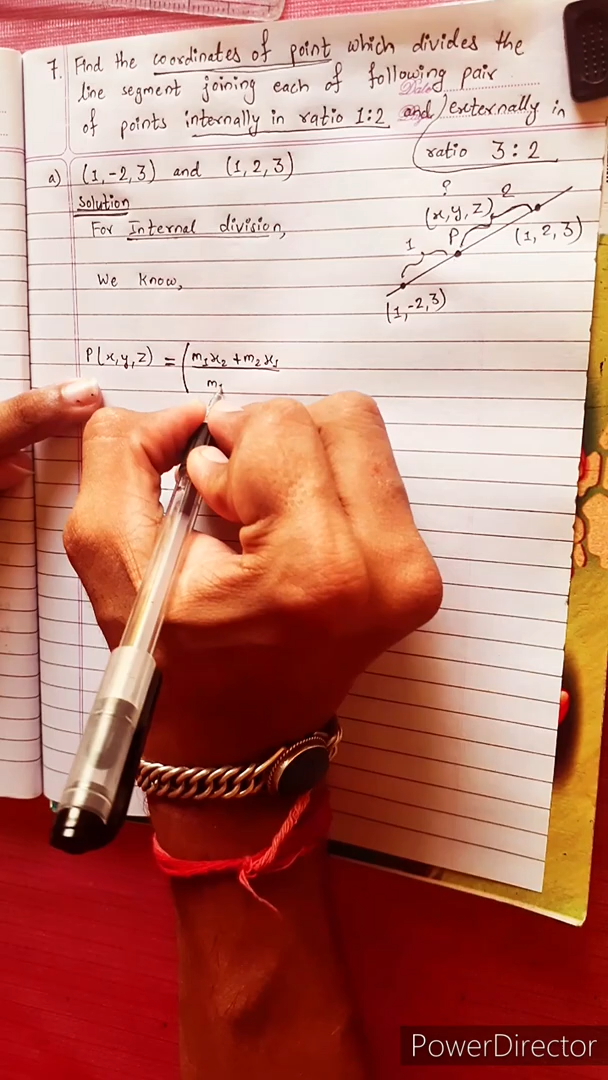 7. Find the coordinates of point which divides the
line segment joining each of following pair
of points internally in ratio 1:2 and externally in
ratio 3:2
a) (1,-2,3) and (1,2,3)
Solution
For Internal division,
We know,
?
(x,y,z)
2
1
P
(1,2,3)
(1,-2,3)
P(x,y,z) = (m₁x₂ + m₂x₁
m₁
Date
PowerDirector